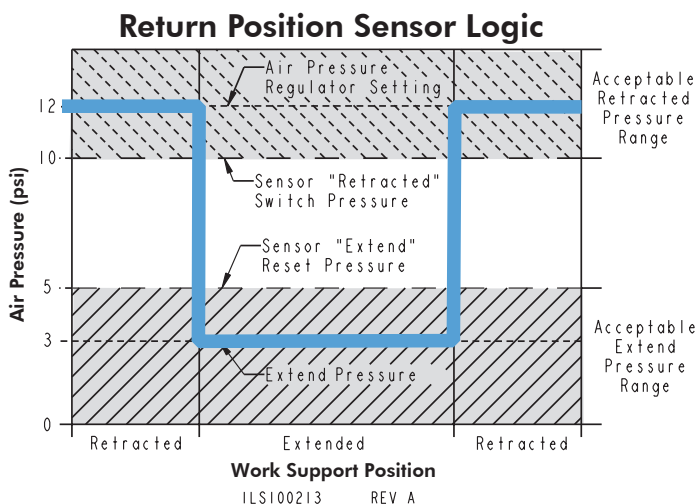 Return Position Sensor Logic
Air Pressure
Regulator Setting
Acceptable
Retracted
Pressure
Range
12
10
Sensor "Retracted"
Switch Pressure
Sensor "Extend"
Reset Pressure
Air Pressure (psi)
5
3
Acceptable
Extend
Pressure
Range
Extend Pressure
0
Retracted
Extended
Retracted
Work Support Position
ILS100213 REV A